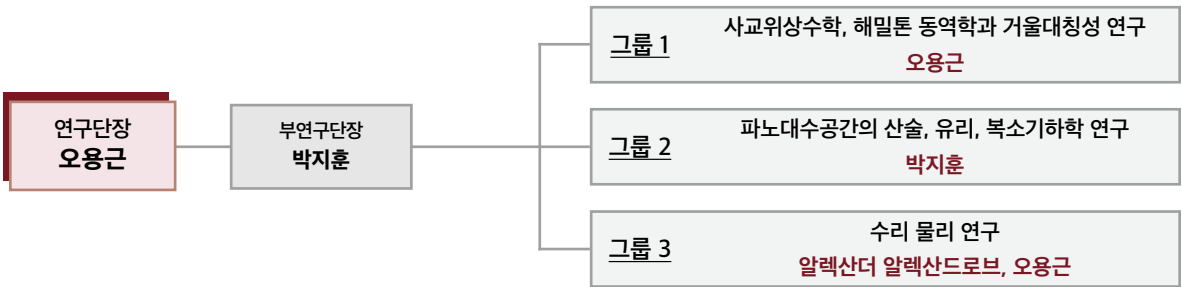 연구단장
오용근
부연구단장
박지훈
그룹 1
사교위상수학, 해밀톤 동역학과 거울대칭성 연구
오용근
그룹 2
파노대수공간의 산술, 유리, 복소기하학 연구
박지훈
그룹 3
수리 물리 연구
알렉산더 알렉산드로브, 오용근